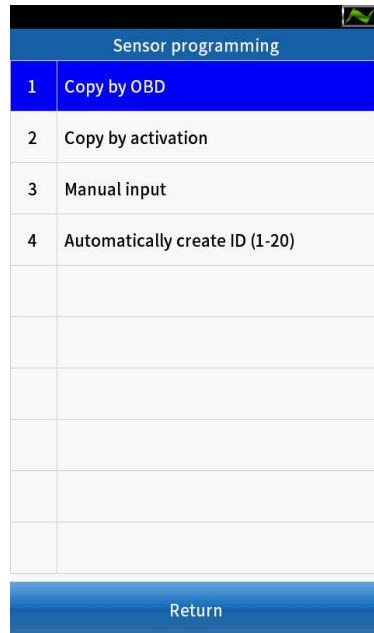 Sensor programming
1 Copy by OBD
2 Copy by activation
3 Manual input
4 Automatically create ID (1-20)
Return